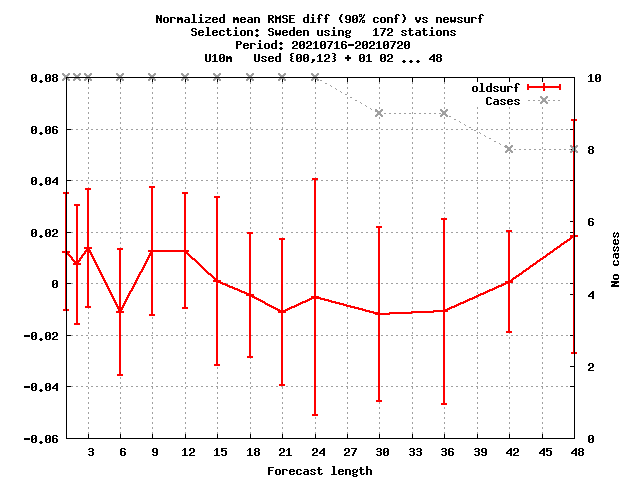 Normalized mean RMSE diff (90% conf) vs newsurf
Selection: Sweden using   172 stations
Period: 20210716-20210720
U10m   Used {00,12} + 01 02 ... 48
oldsurf
Cases
0.08
0.06
0.04
0.02
0
-0.02
-0.04
-0.06
10
8
6
4
2
0
No cases
3 6 9 12 15 18 21 24 27 30 33 36 39 42 45 48
Forecast length